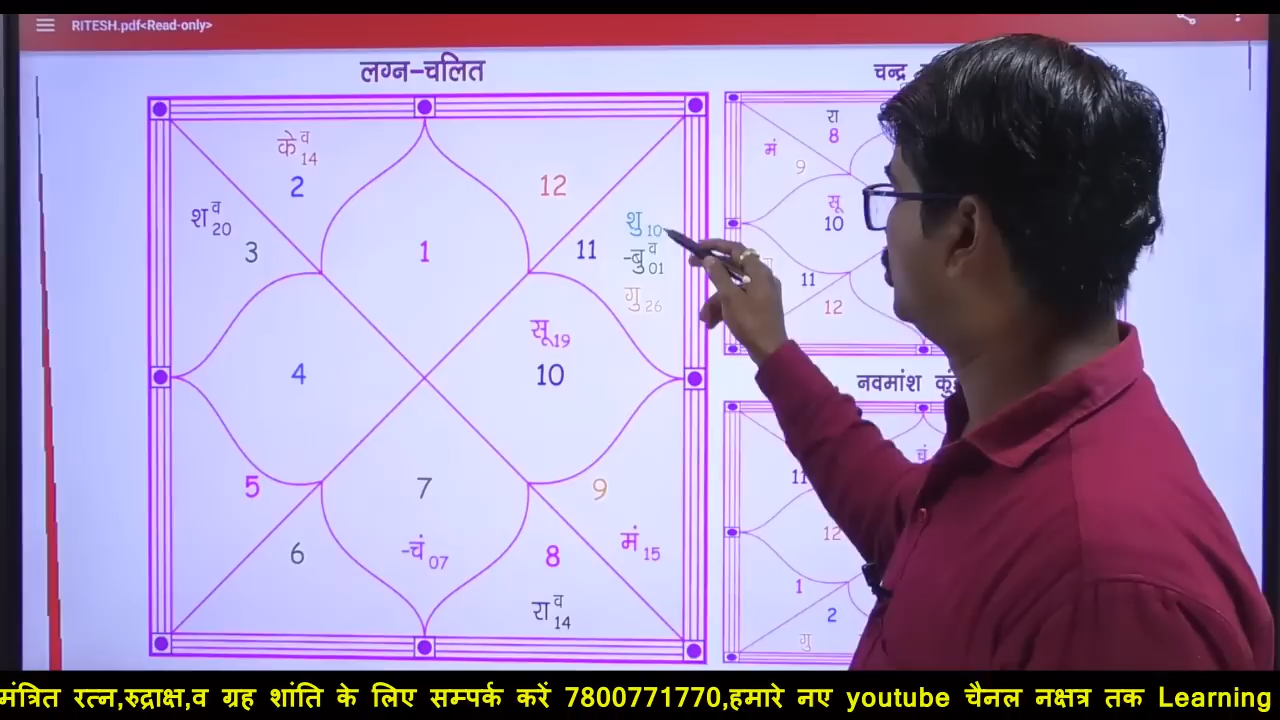 RITESH.pdf<Read-only>
लग्न-चलित
चन्द्र
के व 14
2
12
श व 20
3
1
11
शु 10
-बु व 01
गु 26
4
सू 19
10
5
7
9
6
-चं 07
8
मं 15
रा व 14
रा
8
मं
9
सू
10
11
12
नवमांश
चं
11
12
1
2
गु
मंत्रित रत्न,रुद्राक्ष,व ग्रह शांति के लिए सम्पर्क करें 7800771770,हमारे नए youtube चैनल नक्षत्र तक Learning